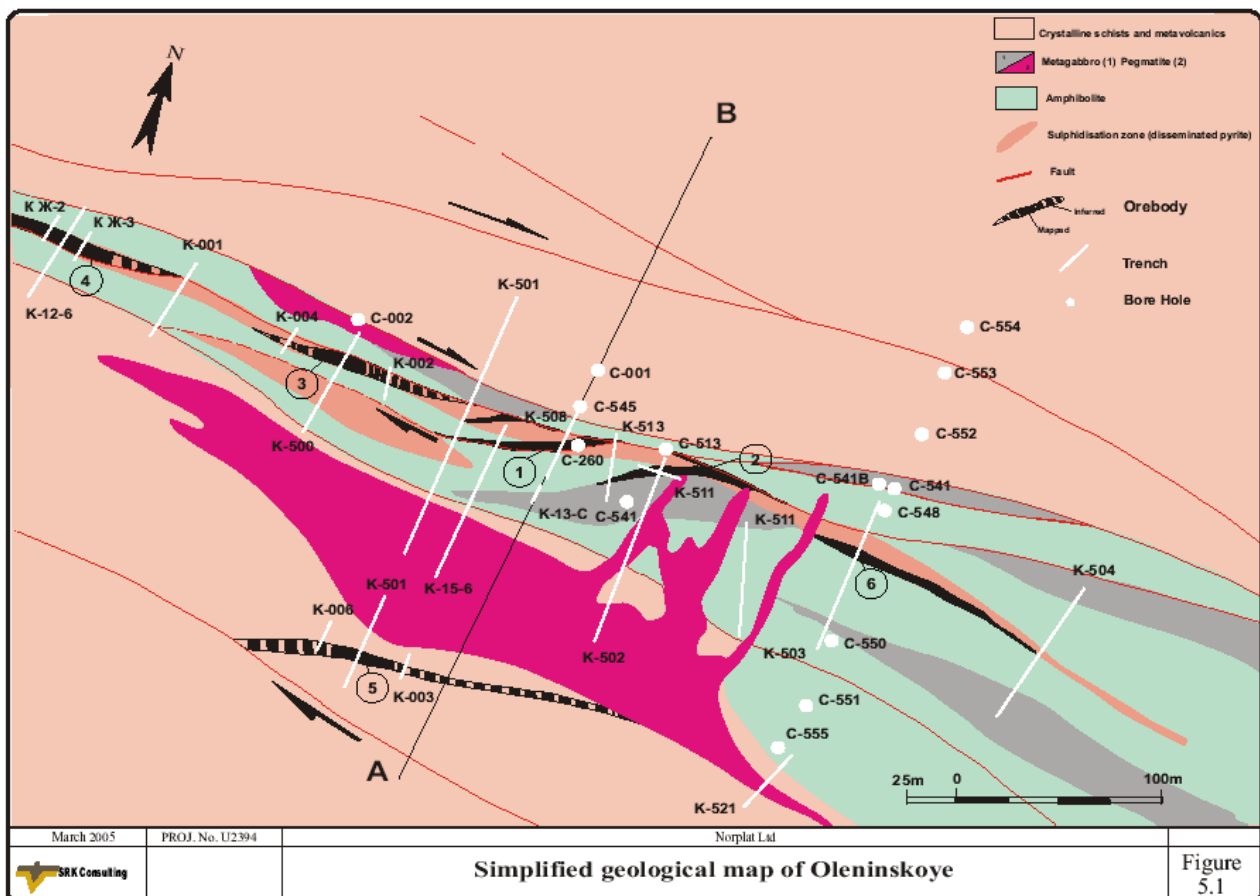 N
B
Crystalline schists and metavolcanics
1
2
Metagabbro (1) Pegmatite (2)
Amphibolite
Sulphidisation zone (disseminated pyrite)
Fault
Inferred
Orebody
Mapped
Trench
Bore Hole
К Ж-2
К Ж-3
K-001
4
K-12-6
K-501
K-004
C-002
K-002
3
C-001
C-545
K-508
K-513
C-513
K-500
1
C-260
2
K-511
K-13-C
C-541
K-511
C-554
C-553
C-552
C-541B
C-541
C-548
6
K-504
K-501
K-15-6
K-006
K-502
K-503
C-550
5
K-003
C-551
C-555
A
K-521
25m
0
100m
March 2005
PROJ. No. U2394
Norplat Ltd
SRK Consulting
Simplified geological map of Oleninskoye
Figure
5.1